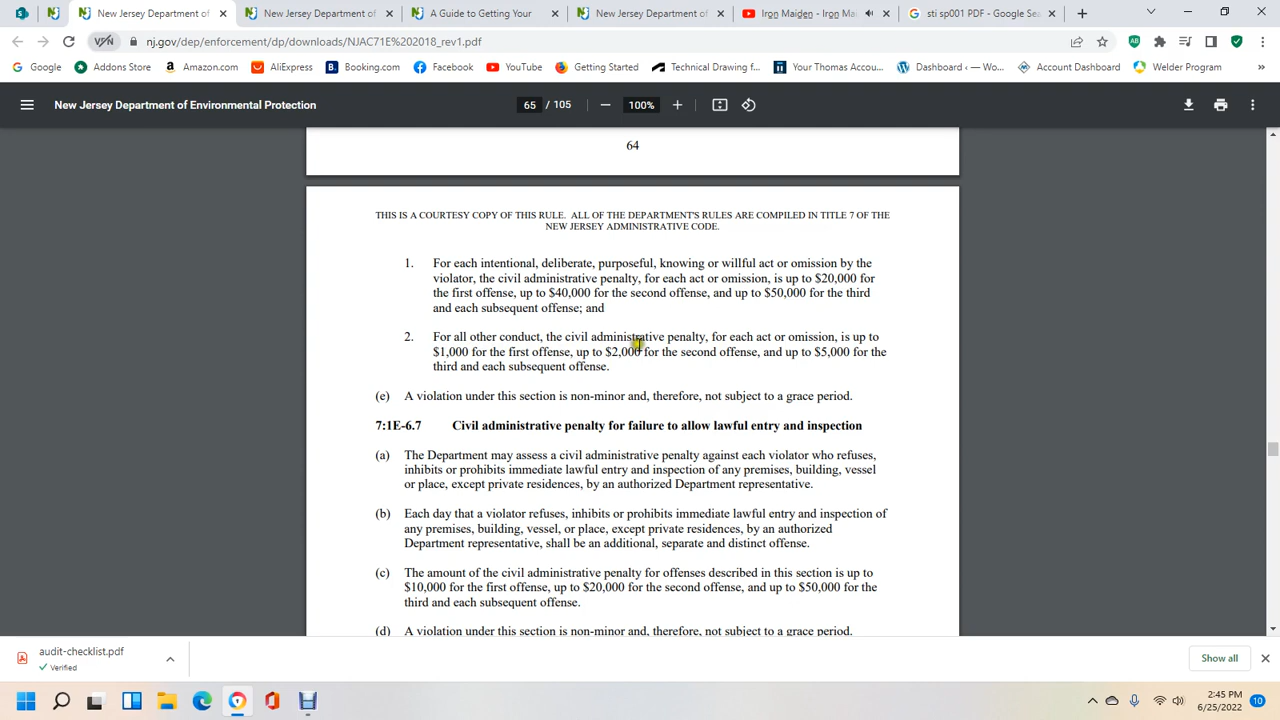 New Jersey Department of
New Jersey Department of
A Guide to Getting Your
New Jersey Department of
Iron Maiden - Iron Mai
sti sp001 PDF - Google Sea
VPN
nj.gov/dep/enforcement/dp/downloads/NJAC71E%202018_rev1.pdf
Google
Addons Store
Amazon.com
AliExpress
Booking.com
Facebook
YouTube
Getting Started
Technical Drawing f...
Your Thomas Accou...
Dashboard ‹ — Wo...
Account Dashboard
Welder Program
»
New Jersey Department of Environmental Protection
65 / 105
100%
64
THIS IS A COURTESY COPY OF THIS RULE. ALL OF THE DEPARTMENT'S RULES ARE COMPILED IN TITLE 7 OF THE
NEW JERSEY ADMINISTRATIVE CODE.
1. For each intentional, deliberate, purposeful, knowing or willful act or omission by the
violator, the civil administrative penalty, for each act or omission, is up to $20,000 for
the first offense, up to $40,000 for the second offense, and up to $50,000 for the third
and each subsequent offense; and
2. For all other conduct, the civil administrative penalty, for each act or omission, is up to
$1,000 for the first offense, up to $2,000 for the second offense, and up to $5,000 for the
third and each subsequent offense.
(e) A violation under this section is non-minor and, therefore, not subject to a grace period.
7:1E-6.7 Civil administrative penalty for failure to allow lawful entry and inspection
(a) The Department may assess a civil administrative penalty against each violator who refuses,
inhibits or prohibits immediate lawful entry and inspection of any premises, building, vessel
or place, except private residences, by an authorized Department representative.
(b) Each day that a violator refuses, inhibits or prohibits immediate lawful entry and inspection of
any premises, building, vessel, or place, except private residences, by an authorized
Department representative, shall be an additional, separate and distinct offense.
(c) The amount of the civil administrative penalty for offenses described in this section is up to
$10,000 for the first offense, up to $20,000 for the second offense, and up to $50,000 for the
third and each subsequent offense.
(d) A violation under this section is non-minor and, therefore, not subject to a grace period.
audit-checklist.pdf
Verified
Show all
2:45 PM
6/25/2022
10